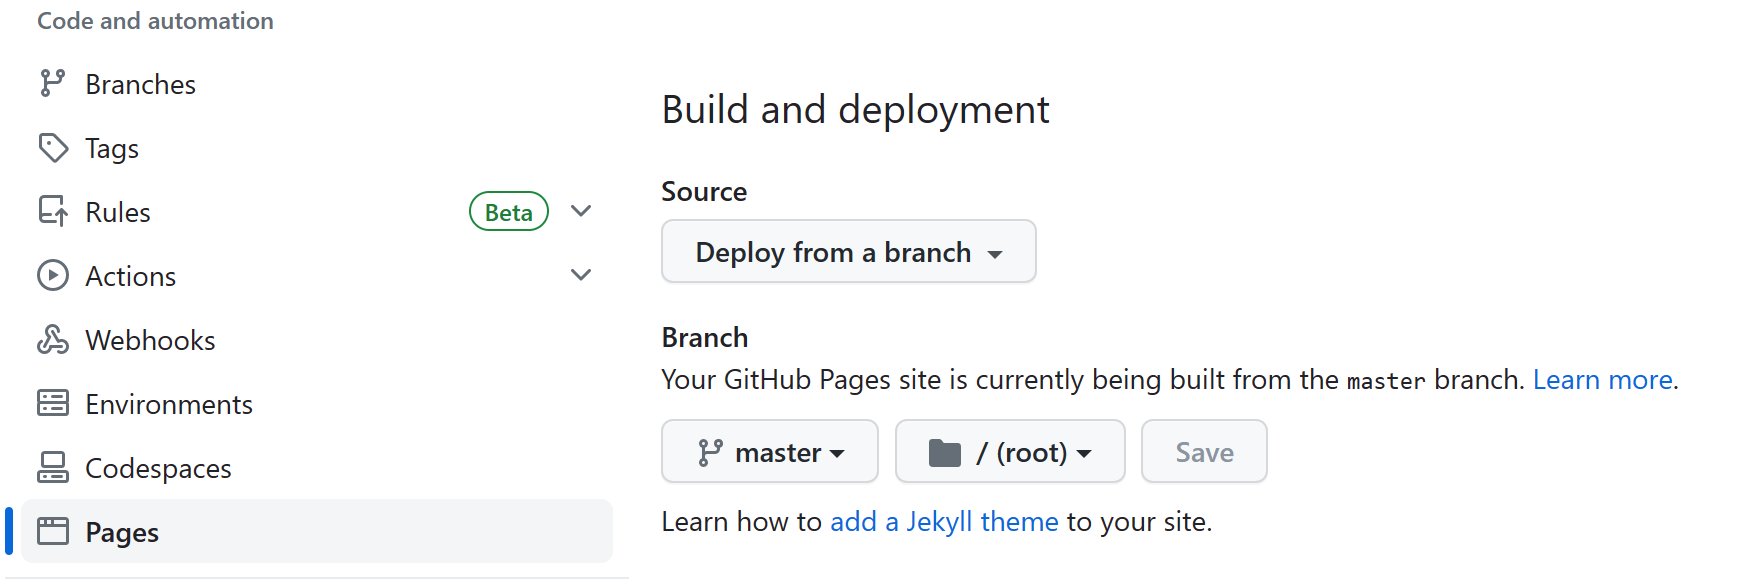 Code and automation
Branches
Tags
Rules Beta
Actions
Webhooks
Environments
Codespaces
Pages
Build and deployment
Source
Deploy from a branch
Branch
Your GitHub Pages site is currently being built from the master branch. Learn more.
master / (root) Save
Learn how to add a Jekyll theme to your site.